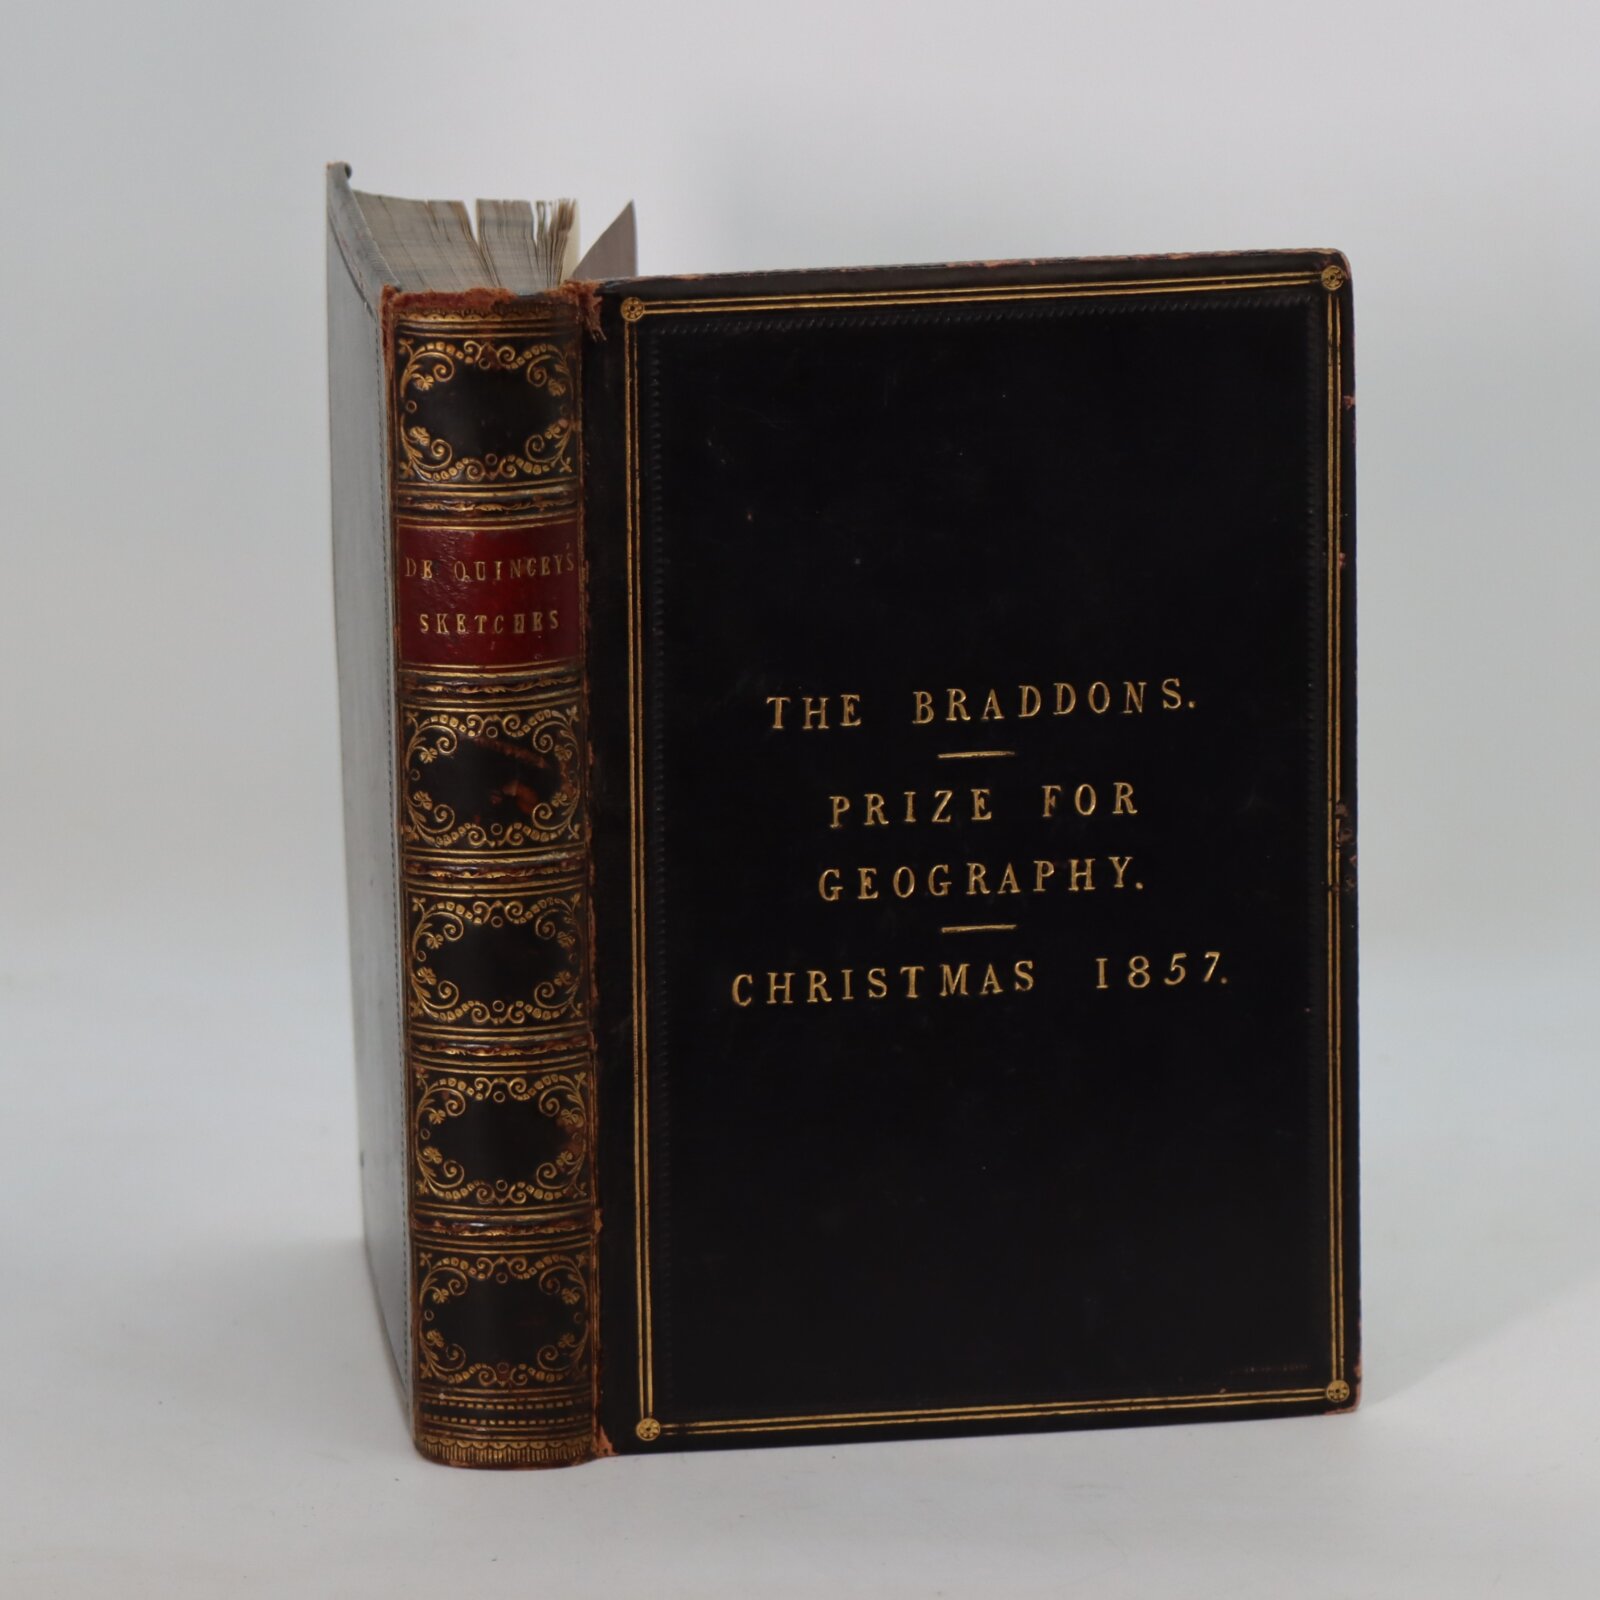 DE QUINCEY'S
SKETCHES
THE BRADDONS.
PRIZE FOR
GEOGRAPHY.
CHRISTMAS 1857.